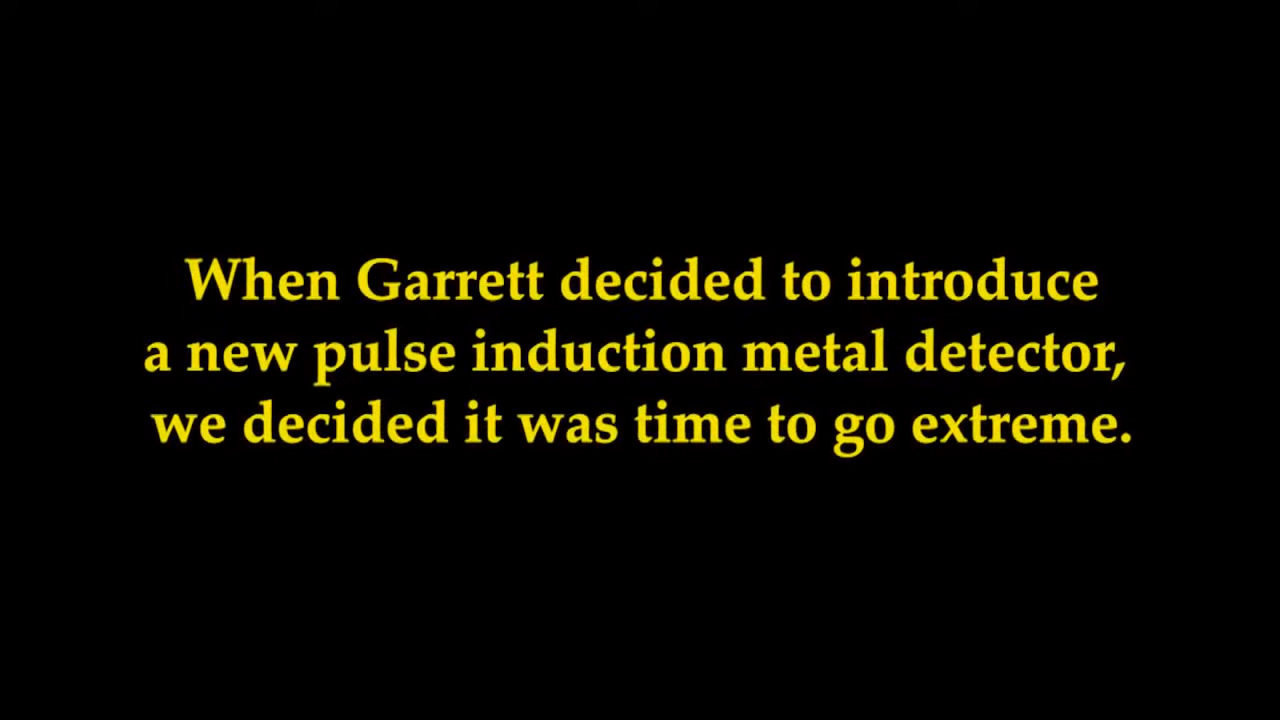 When Garrett decided to introduce
a new pulse induction metal detector,
we decided it was time to go extreme.